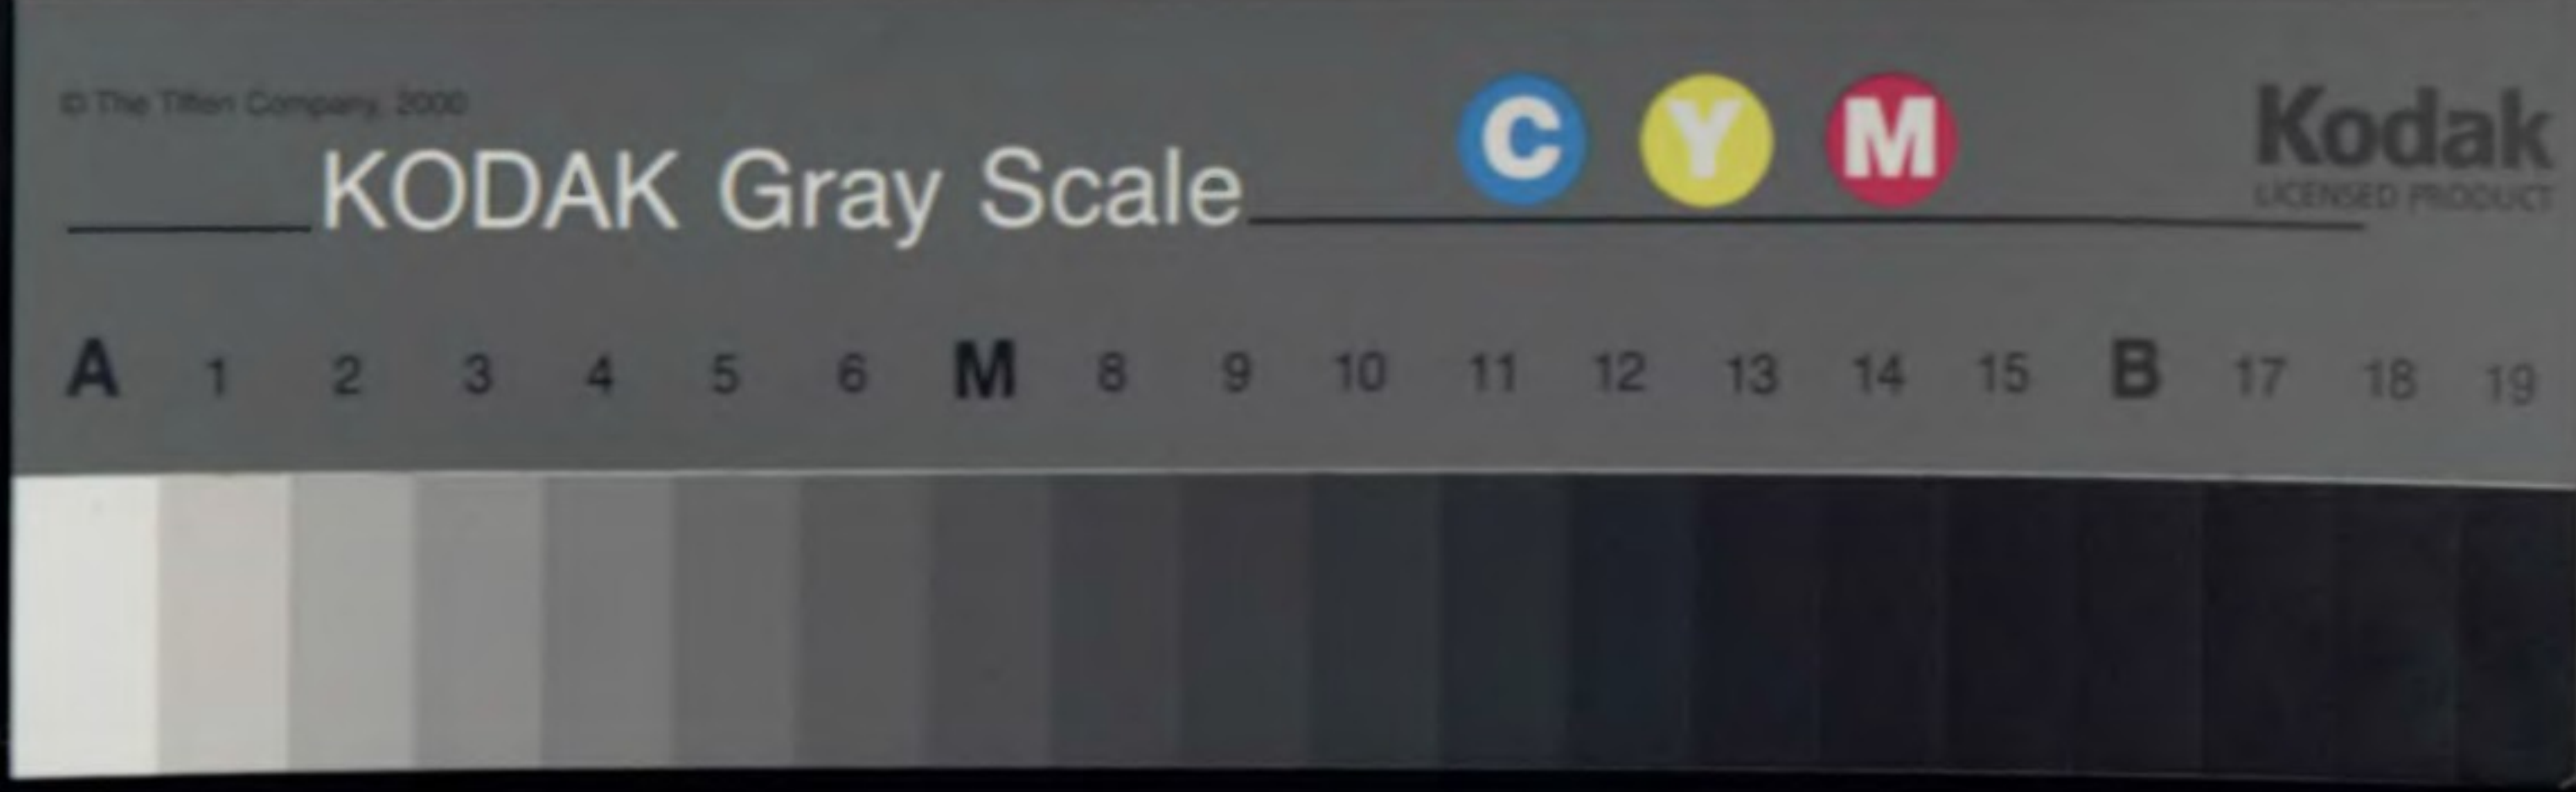 © The Tiffen Company, 2000
KODAK Gray Scale
C Y M
Kodak
LICENSED PRODUCT
A 1 2 3 4 5 6 M 8 9 10 11 12 13 14 15 B 17 18 19